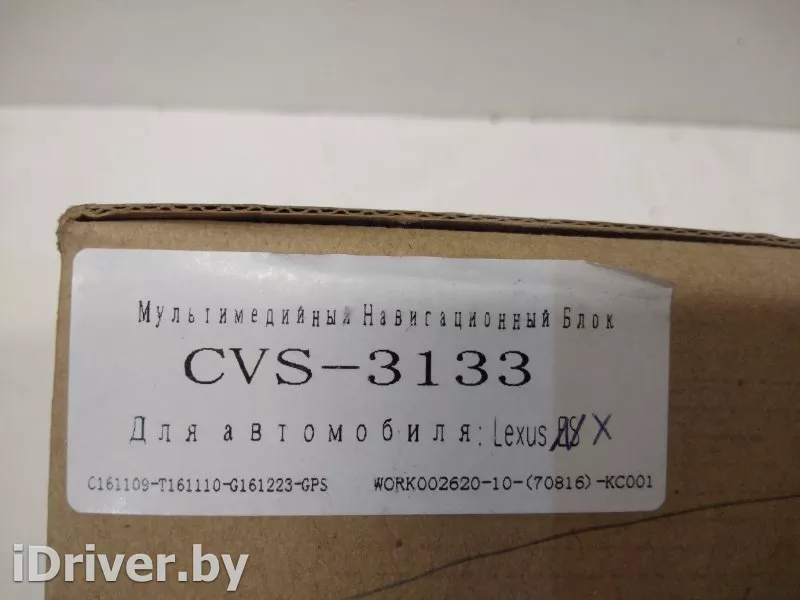 Мультимедийный Навигационный Блок
CVS-3133
Для автомобиля: Lexus X
C161109-T161110-G161223-GPS WORK002620-10-(70816)-KC001
iDriver.by